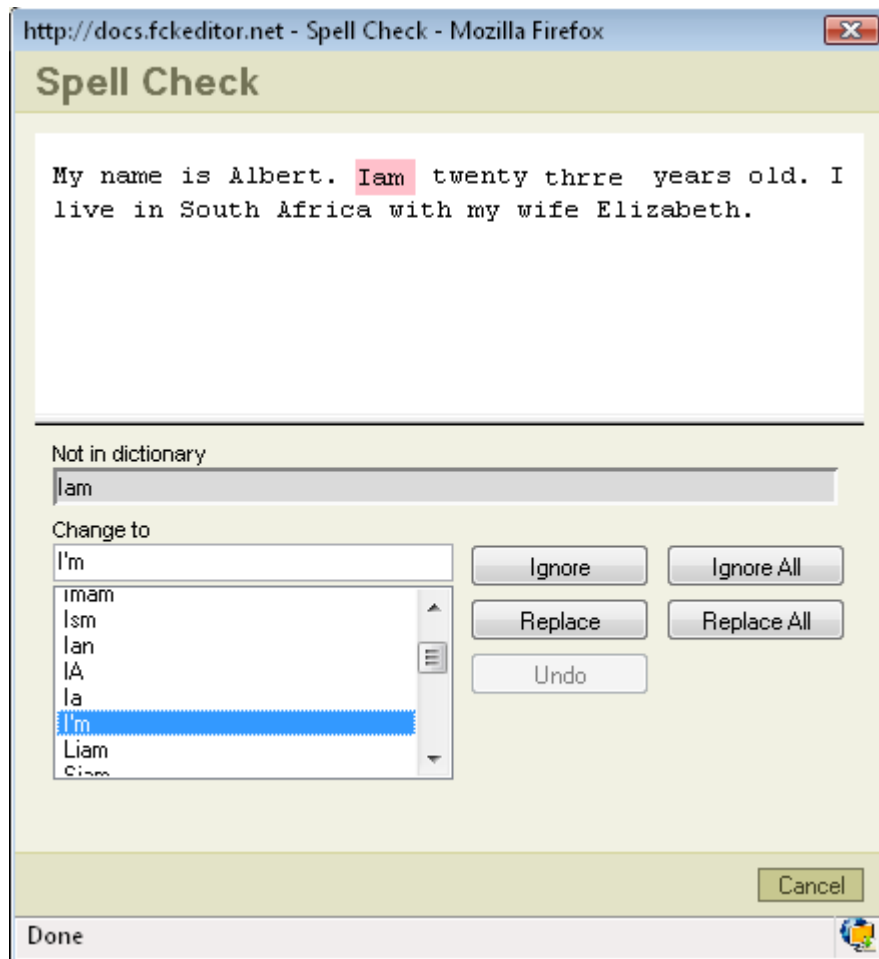 http://docs.fckeditor.net - Spell Check - Mozilla Firefox
Spell Check
My name is Albert. Iam twenty thrre years old. I
live in South Africa with my wife Elizabeth.
Not in dictionary
Iam
Change to
I'm
Ignore
Ignore All
imam
Ism
Replace
Replace All
Ian
IA
Undo
Ia
I'm
Liam
Siam
Cancel
Done